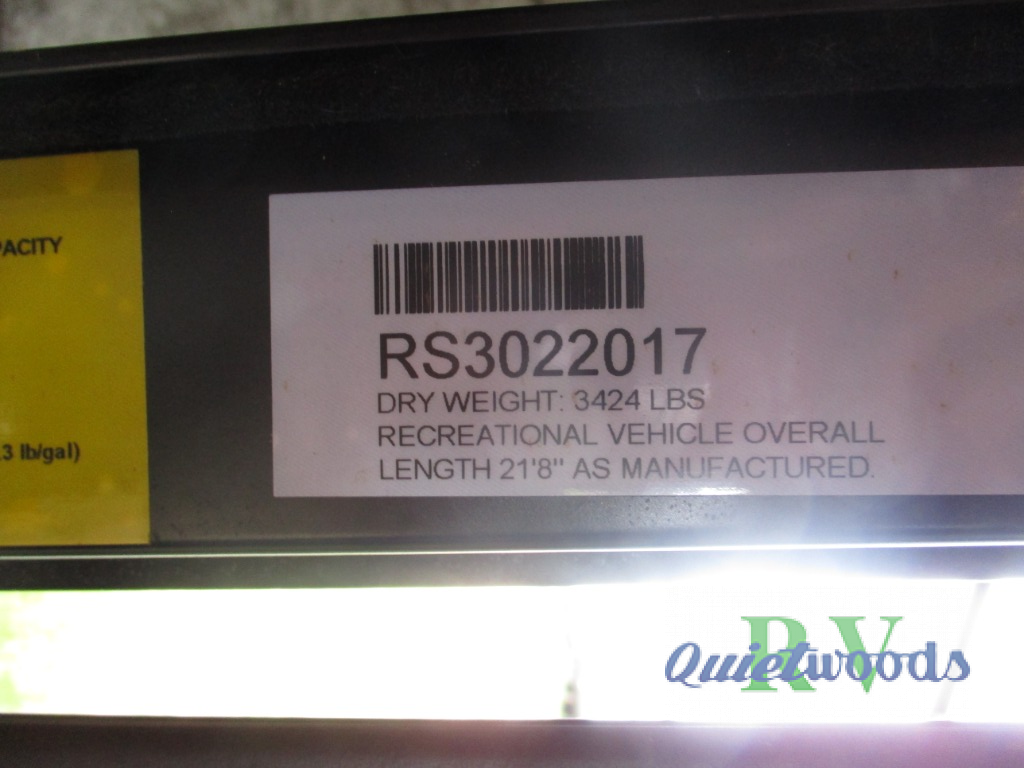 PACITY
.3 lb/gal)
RS3022017
DRY WEIGHT: 3424 LBS
RECREATIONAL VEHICLE OVERALL
LENGTH 21'8" AS MANUFACTURED.
RV
Quietwoods